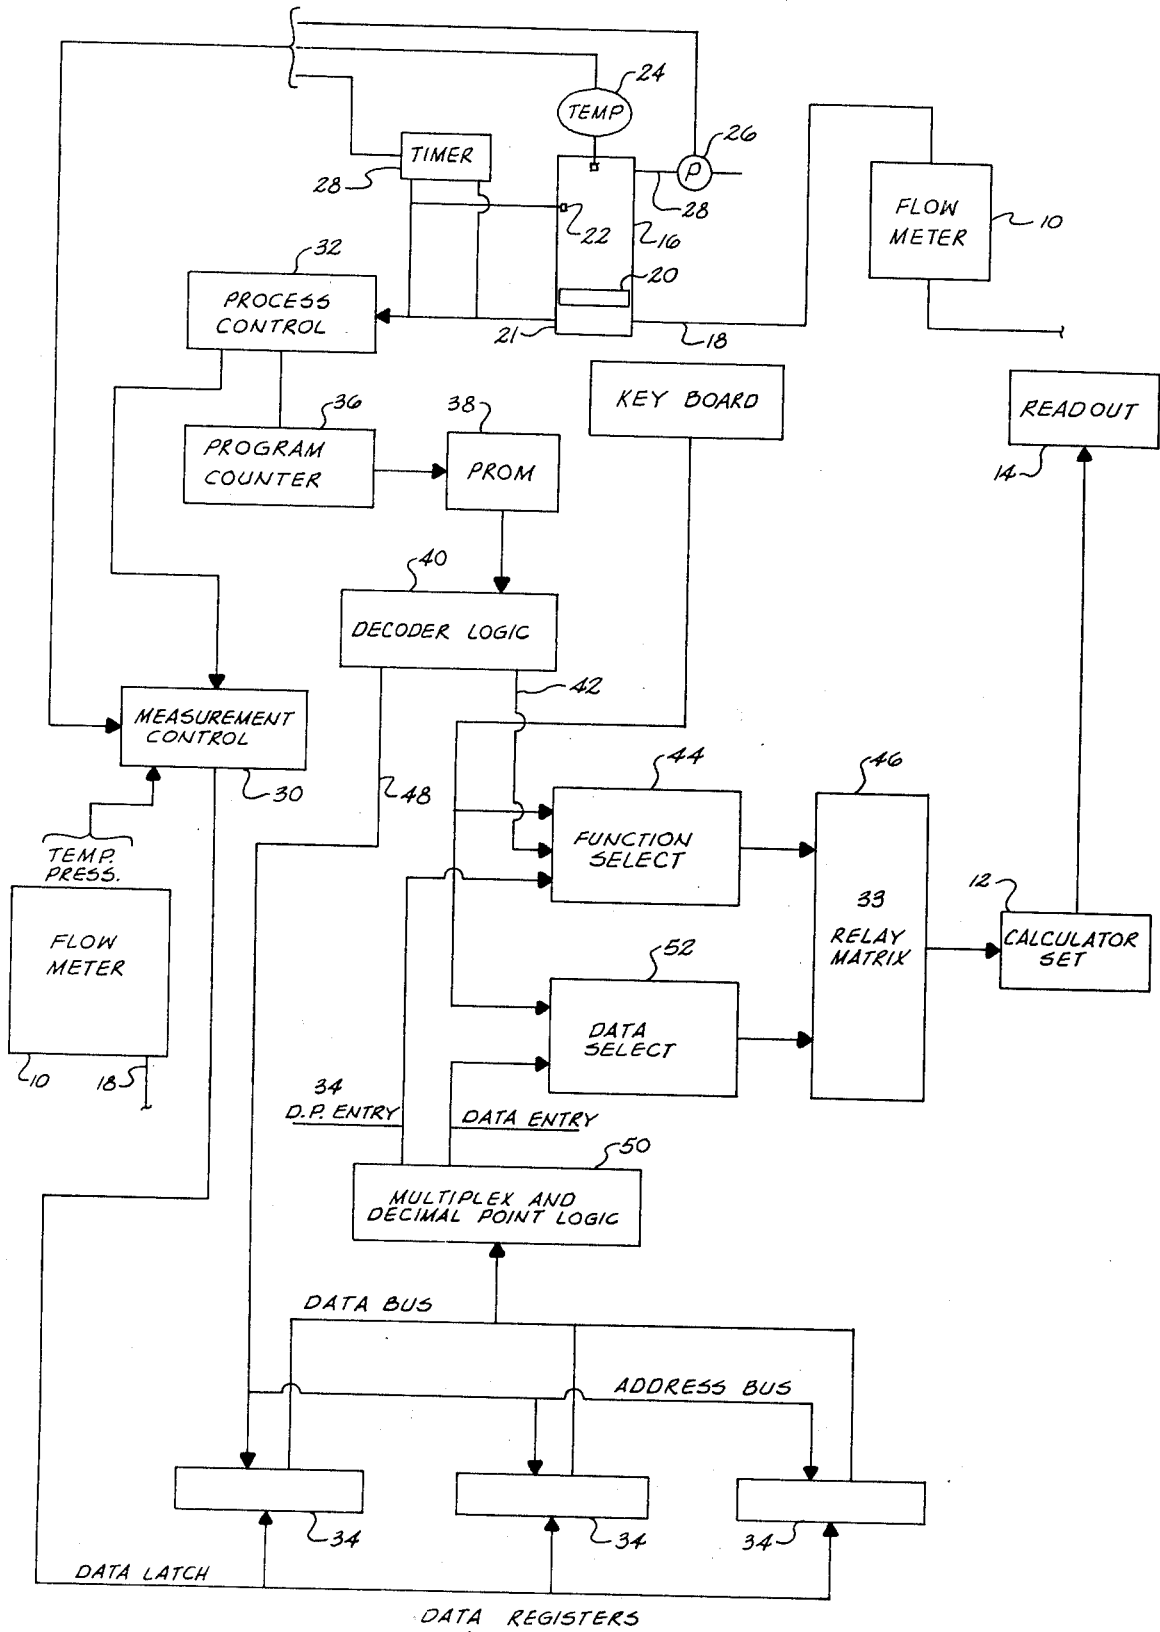 24
TEMP
26
P
TIMER
28
28
FLOW
METER
10
22
16
32
20
PROCESS
CONTROL
21
18
KEY BOARD
READOUT
14
36
38
PROGRAM
COUNTER
PROM
40
DECODER LOGIC
42
MEASUREMENT
CONTROL
30
48
44
46
FUNCTION
SELECT
TEMP.
PRESS.
FLOW
METER
10
18
33
RELAY
MATRIX
12
CALCULATOR
SET
52
DATA
SELECT
34
D.P. ENTRY
DATA ENTRY
50
MULTIPLEX AND
DECIMAL POINT LOGIC
DATA BUS
ADDRESS BUS
34
34
34
DATA LATCH
DATA REGISTERS